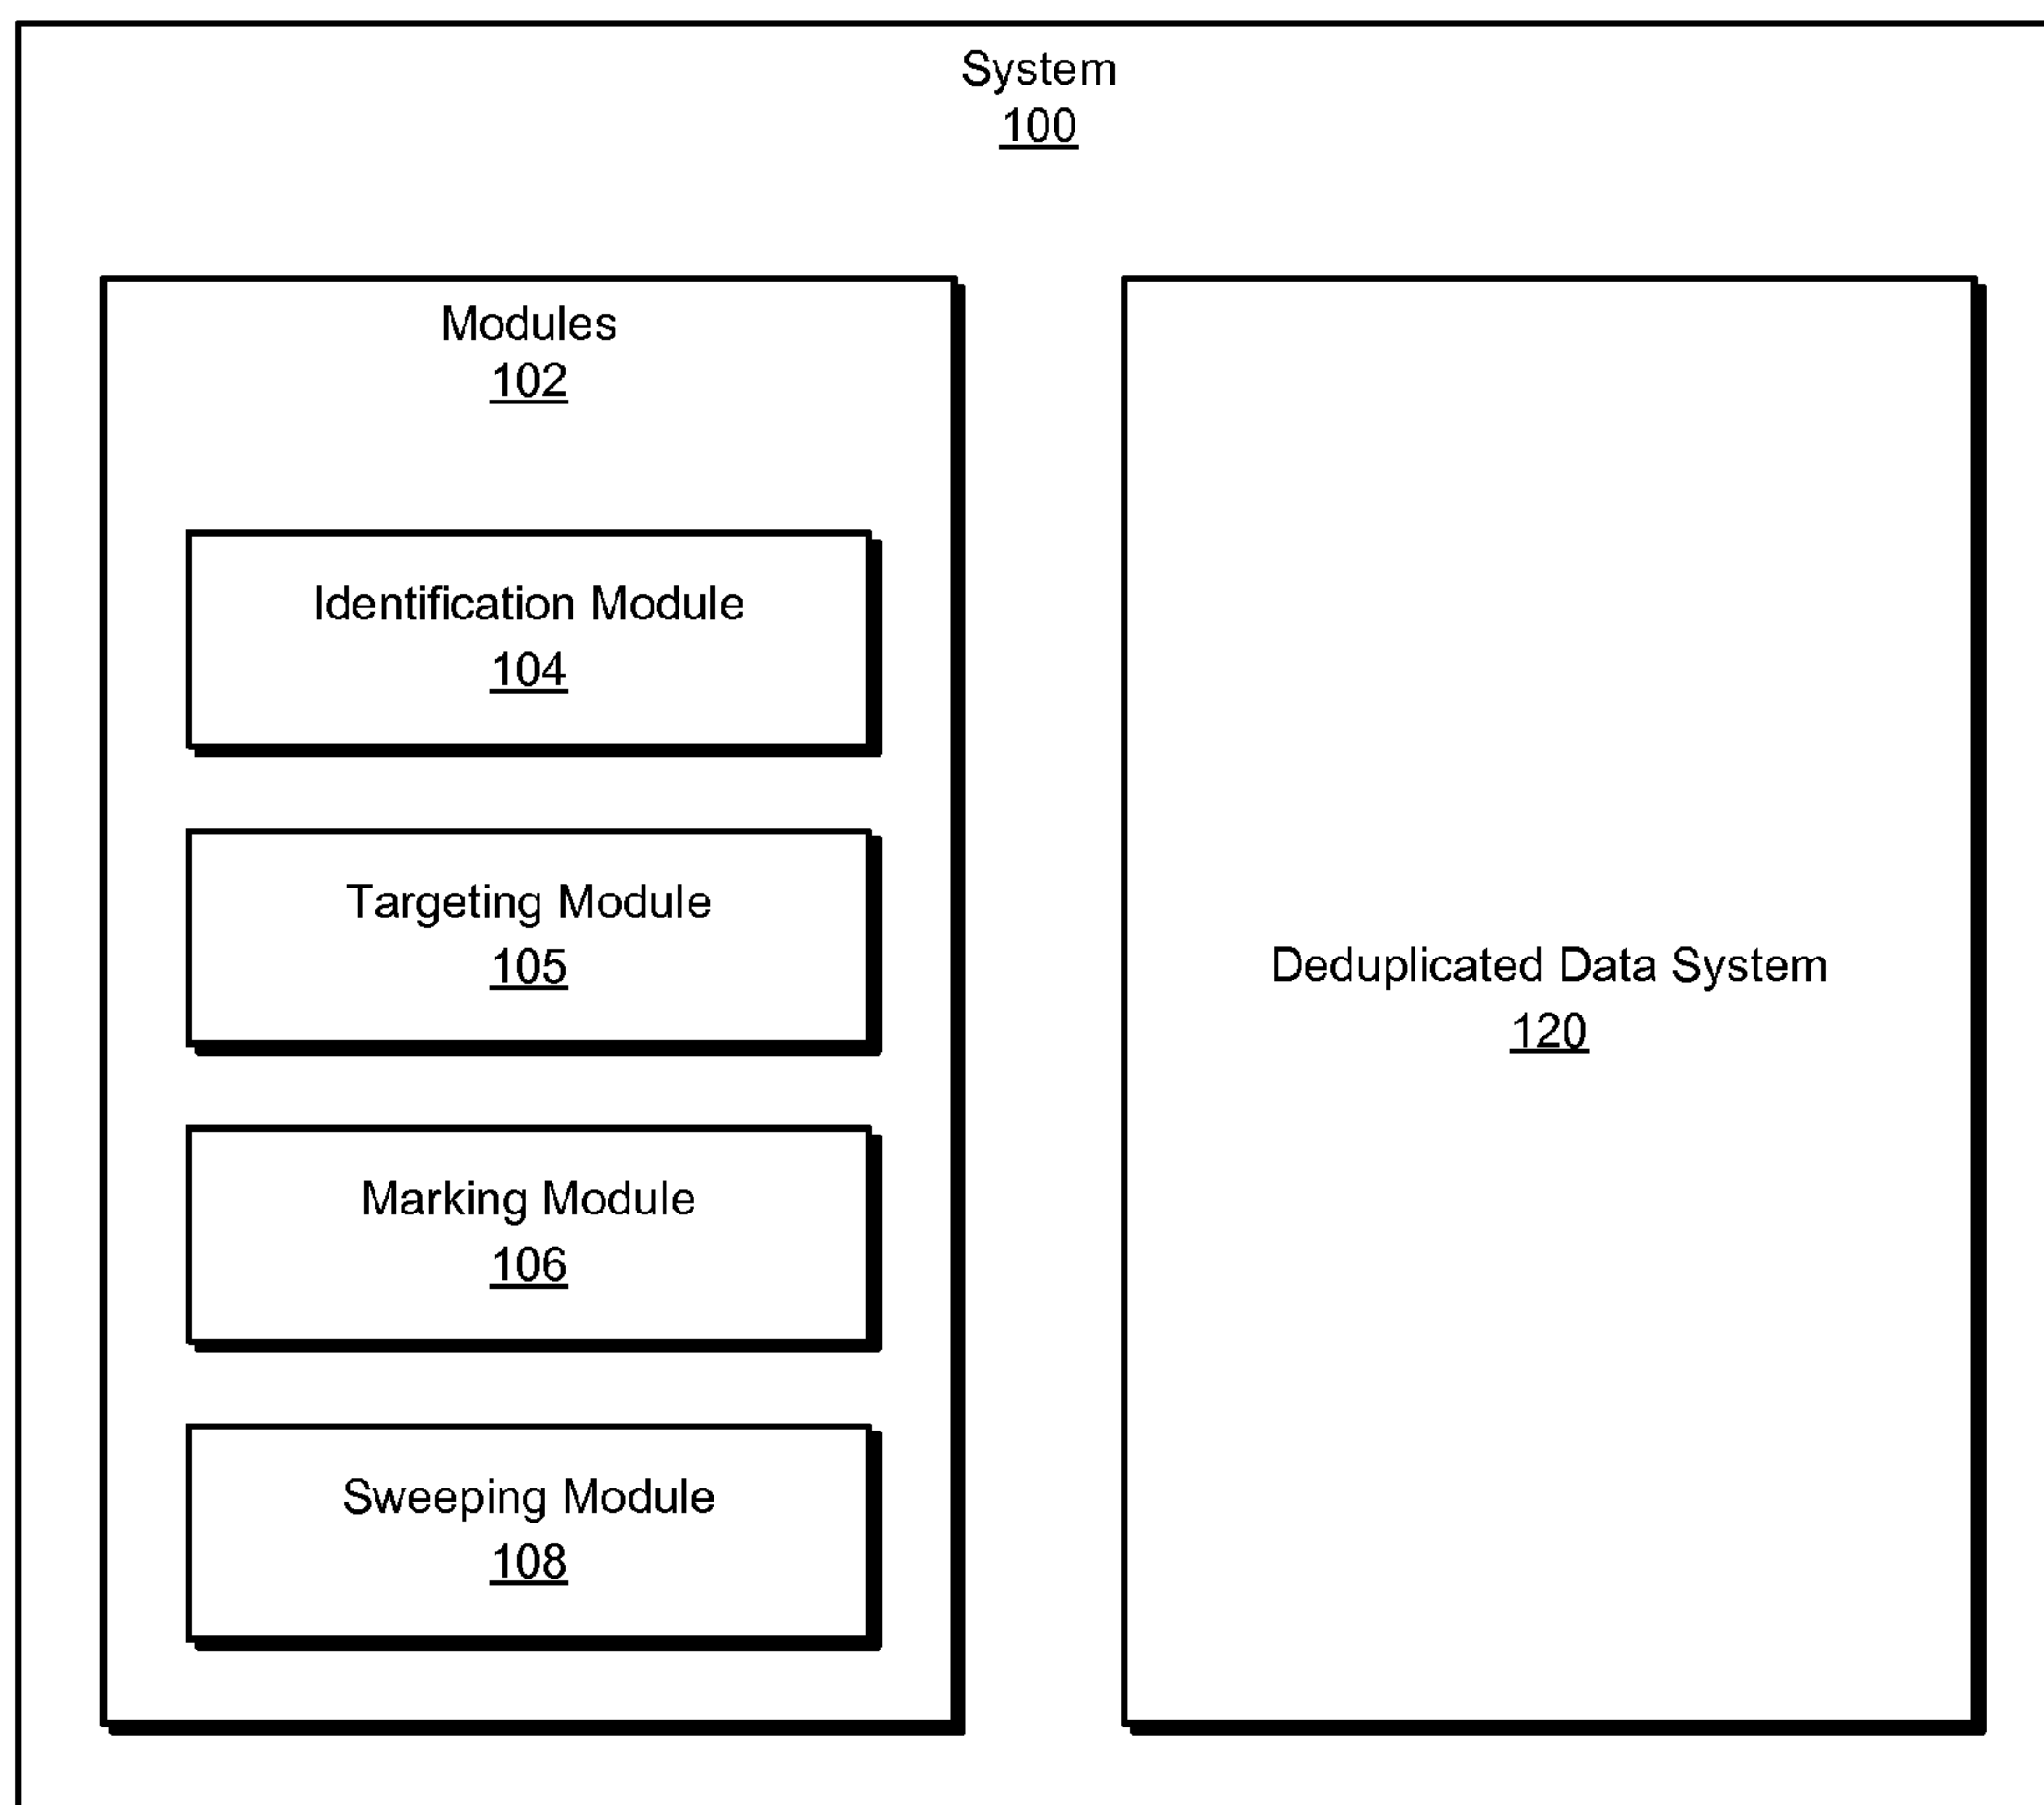 System
100
Modules
102
Identification Module
104
Targeting Module
105
Marking Module
106
Sweeping Module
108
Deduplicated Data System
120